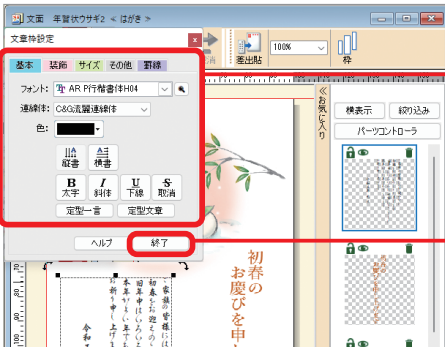 文面 年賀状ウサギ2 ≪ はがき ≫
文章枠設定
基本 装飾 サイズ その他 罫線
フォント: AR P行楷書体H04
連綿体: C&G流麗連綿体
色:
縦書 横書
B 太字 I 斜体 U 下線 S 取消
定型一言 定型文章
ヘルプ 終了
差出貼
100%
枠
お気に入り
横表示 絞り込み
パーツコントローラ
初春の
お慶びを申